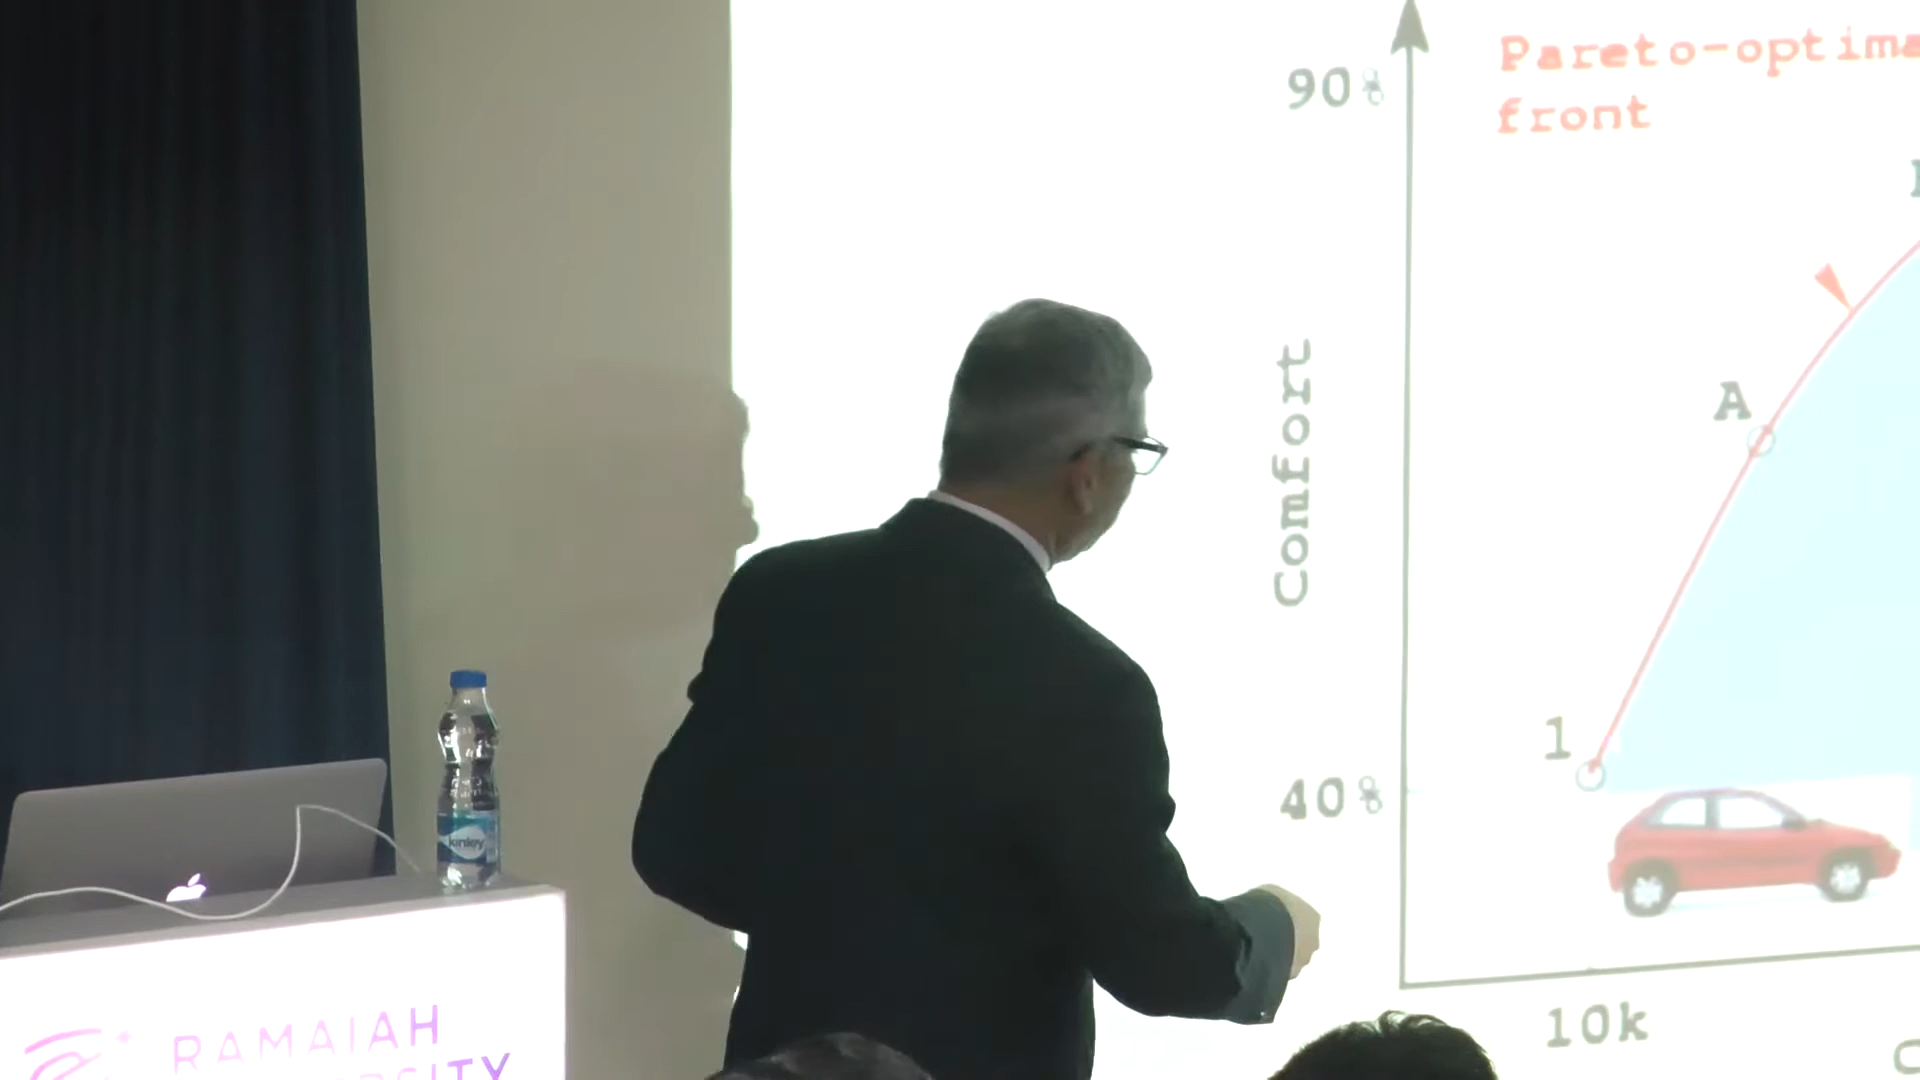 90%
Pareto-optima
front
Comfort
A
1
40%
10k
kinley
RAMAIAH